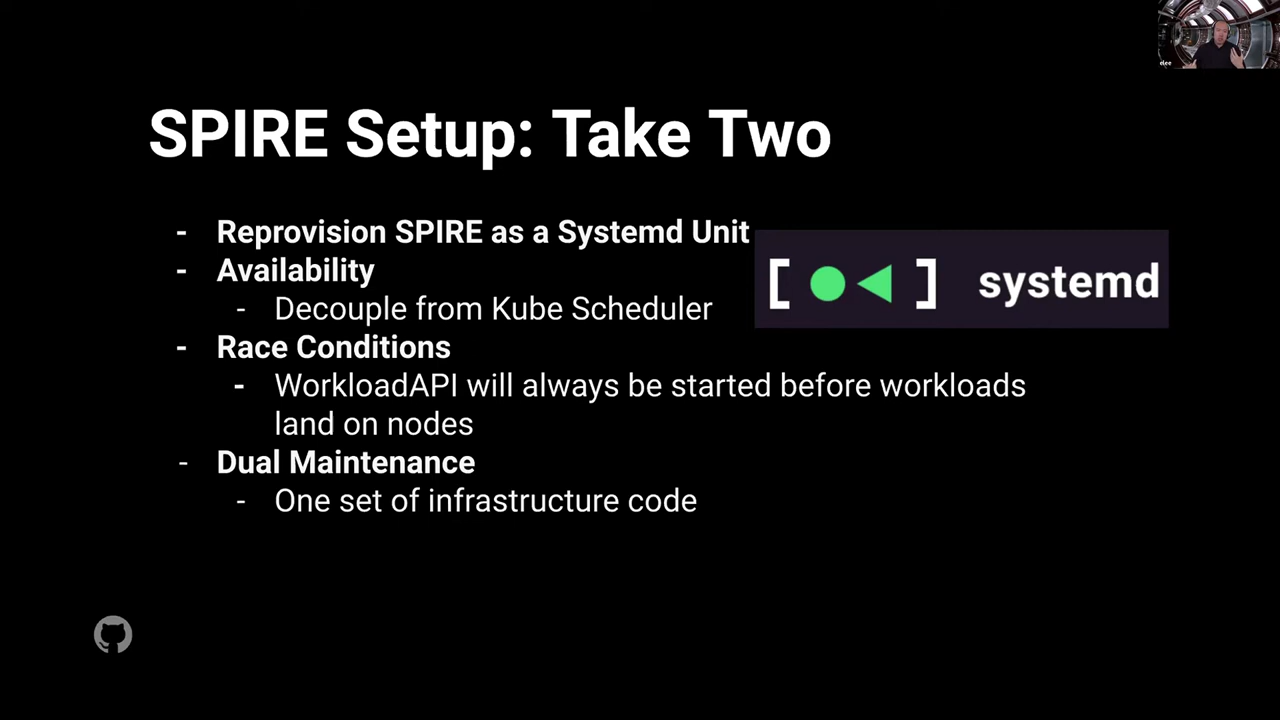 SPIRE Setup: Take Two
- Reprovision SPIRE as a Systemd Unit
- Availability
- Decouple from Kube Scheduler
- Race Conditions
- WorkloadAPI will always be started before workloads
land on nodes
- Dual Maintenance
- One set of infrastructure code
[●◀] systemd
elee